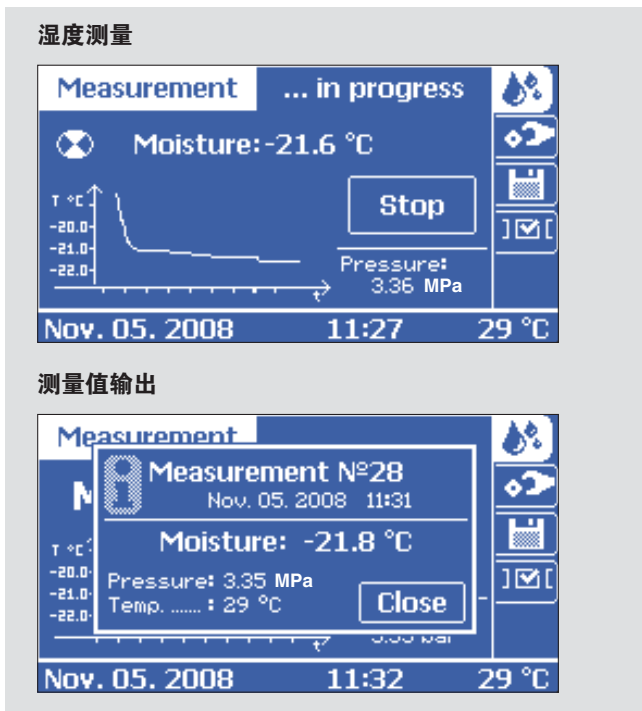 湿度测量
Measurement ... in progress
Moisture:-21.6 °C
T °C
-20.0
-21.0
-22.0
t
Stop
Pressure:
3.36 MPa
Nov. 05. 2008 11:27 29 °C
测量值输出
Measurement
Measurement Nº28
Nov. 05. 2008 11:31
Moisture: -21.8 °C
Pressure: 3.35 MPa
Temp. ...... : 29 °C
Close
T °C
-20.0
-21.0
-22.0
t
Nov. 05. 2008 11:32 29 °C